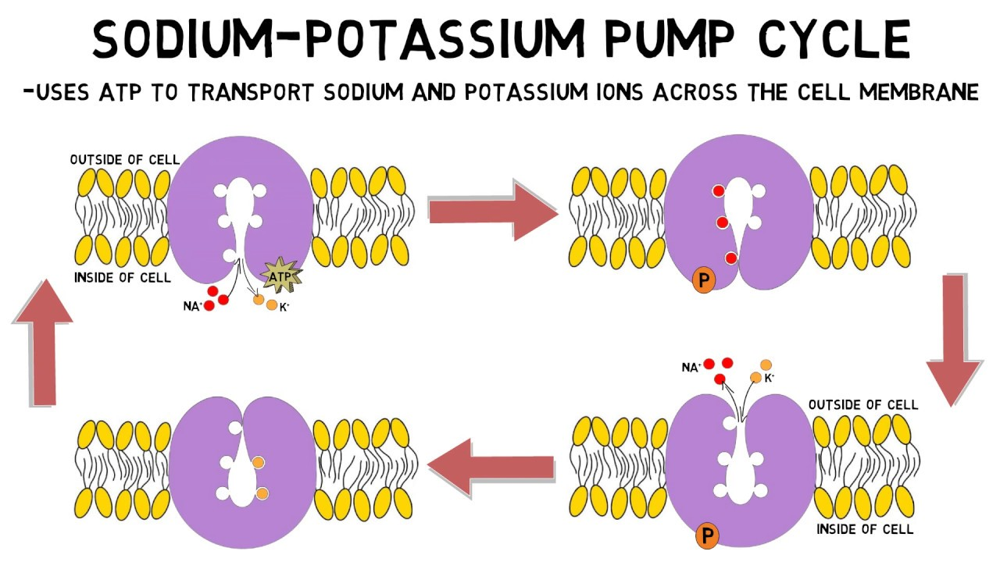 SODIUM-POTASSIUM PUMP CYCLE
-USES ATP TO TRANSPORT SODIUM AND POTASSIUM IONS ACROSS THE CELL MEMBRANE
OUTSIDE OF CELL
INSIDE OF CELL
ATP
NA+
K+
P
NA+
K+
OUTSIDE OF CELL
INSIDE OF CELL
P